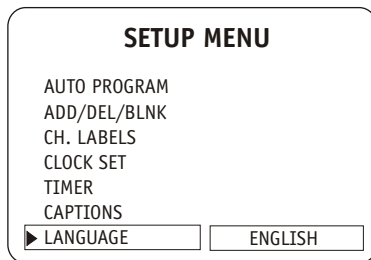 SETUP MENU
AUTO PROGRAM
ADD/DEL/BLNK
CH. LABELS
CLOCK SET
TIMER
CAPTIONS
LANGUAGE ENGLISH